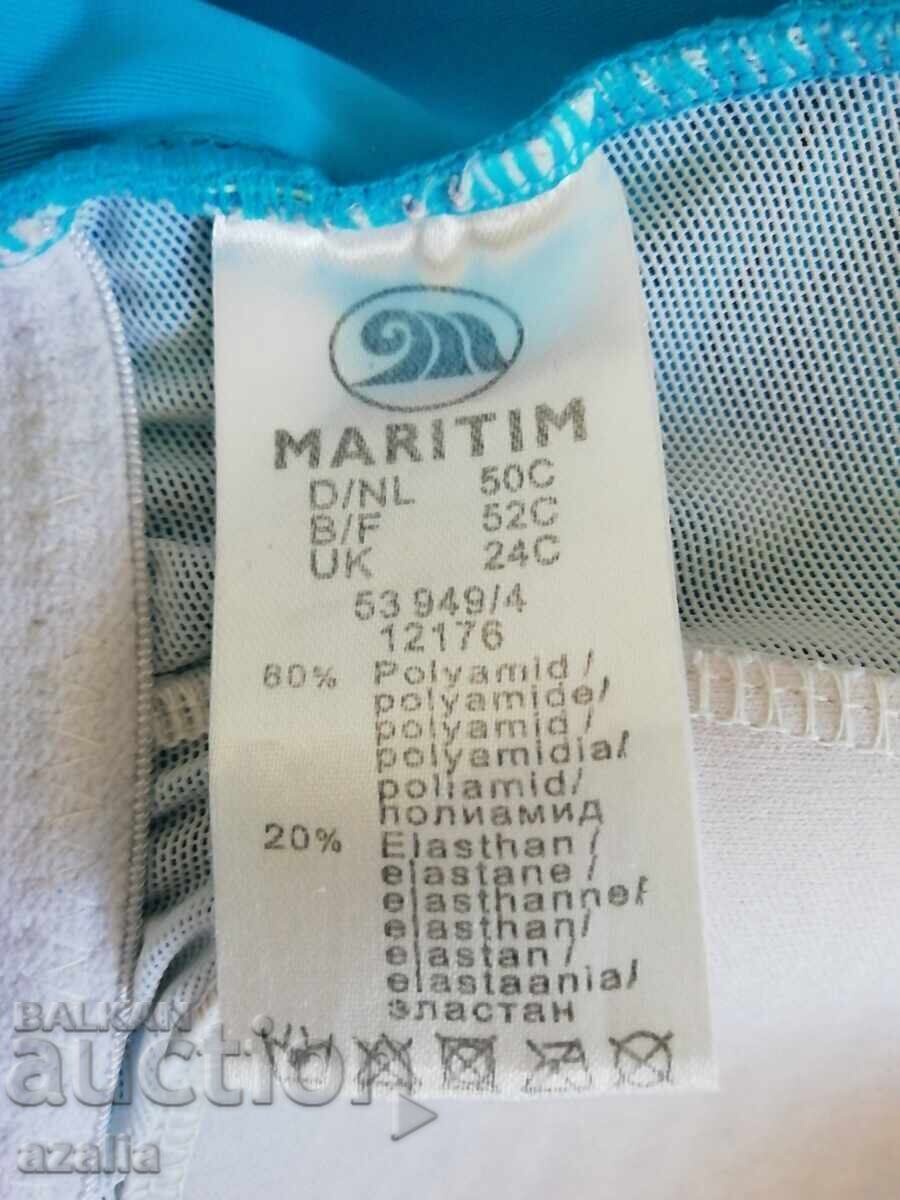 MARITIM
D/NL 50C
B/F 52C
UK 24C
53 949/4
12176
80% Polyamid /
polyamide/
polyamid /
polyamidia/
poliamid/
полиамид
20% Elasthan /
elastane /
elasthanne/
elasthan/
elastan /
elastaania/
эластан
BALKAN
auction
azalia